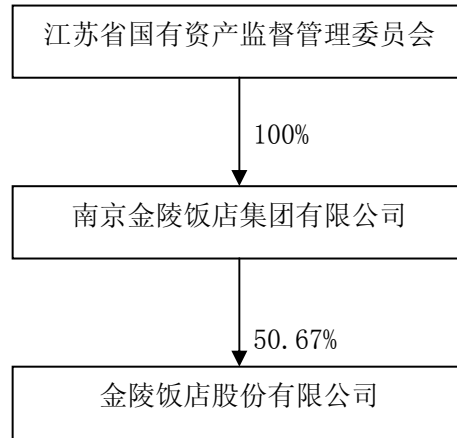 江苏省国有资产监督管理委员会
100%
南京金陵饭店集团有限公司
50.67%
金陵饭店股份有限公司